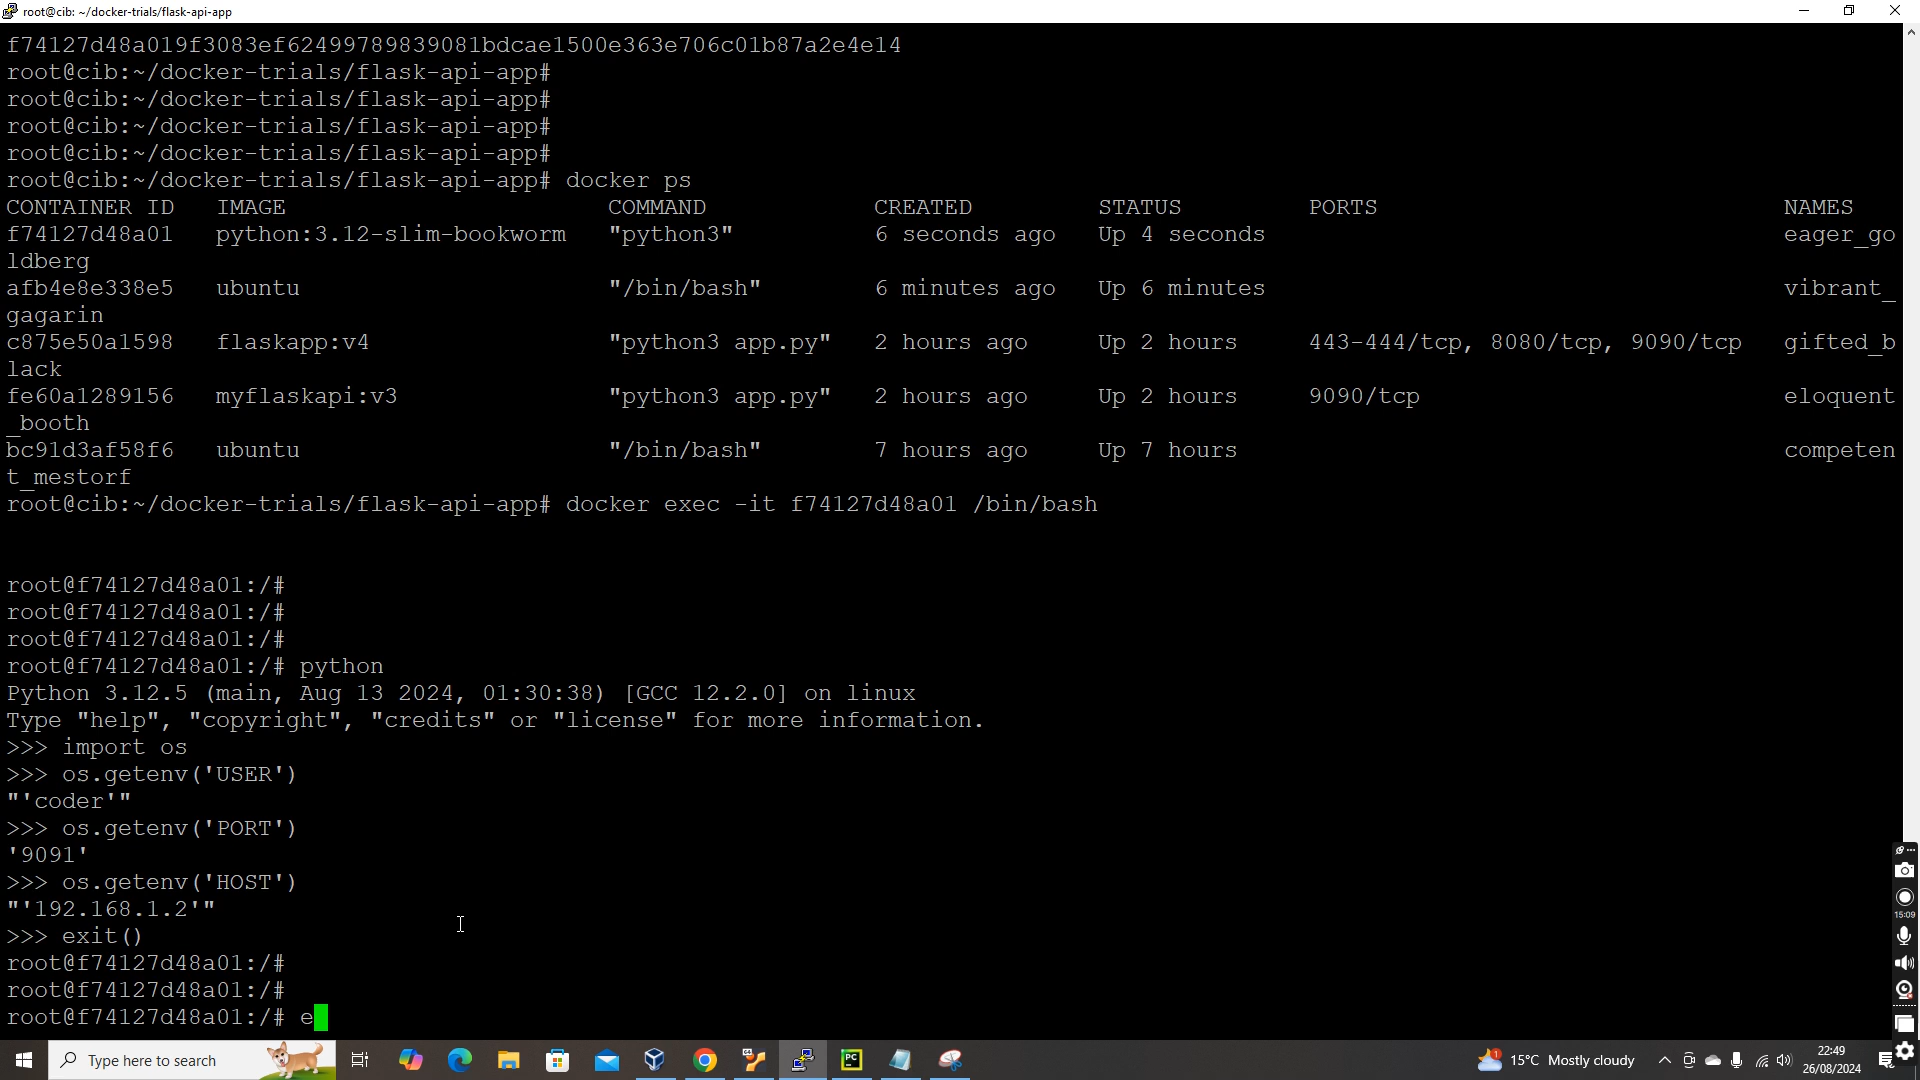 root@cib: ~/docker-trials/flask-api-app
f74127d48a019f3083ef62499789839081bdcae1500e363e706c01b87a2e4e14
root@cib:~/docker-trials/flask-api-app#
root@cib:~/docker-trials/flask-api-app#
root@cib:~/docker-trials/flask-api-app#
root@cib:~/docker-trials/flask-api-app#
root@cib:~/docker-trials/flask-api-app# docker ps
CONTAINER ID   IMAGE                       COMMAND            CREATED         STATUS         PORTS                              NAMES
f74127d48a01   python:3.12-slim-bookworm   "python3"          6 seconds ago   Up 4 seconds                                      eager_go
ldberg
afb4e8e338e5   ubuntu                      "/bin/bash"        6 minutes ago   Up 6 minutes                                      vibrant_
gagarin
c875e50a1598   flaskapp:v4                 "python3 app.py"   2 hours ago     Up 2 hours     443-444/tcp, 8080/tcp, 9090/tcp   gifted_b
lack
fe60a1289156   myflaskapi:v3               "python3 app.py"   2 hours ago     Up 2 hours     9090/tcp                           eloquent
_booth
bc91d3af58f6   ubuntu                      "/bin/bash"        7 hours ago     Up 7 hours                                        competen
t_mestorf
root@cib:~/docker-trials/flask-api-app# docker exec -it f74127d48a01 /bin/bash
root@f74127d48a01:/#
root@f74127d48a01:/#
root@f74127d48a01:/#
root@f74127d48a01:/# python
Python 3.12.5 (main, Aug 13 2024, 01:30:38) [GCC 12.2.0] on linux
Type "help", "copyright", "credits" or "license" for more information.
>>> import os
>>> os.getenv('USER')
"'coder'"
>>> os.getenv('PORT')
'9091'
>>> os.getenv('HOST')
"'192.168.1.2'"
>>> exit()
root@f74127d48a01:/#
root@f74127d48a01:/#
root@f74127d48a01:/# e
15:09
Type here to search
PC
15°C Mostly cloudy
22:49
26/08/2024